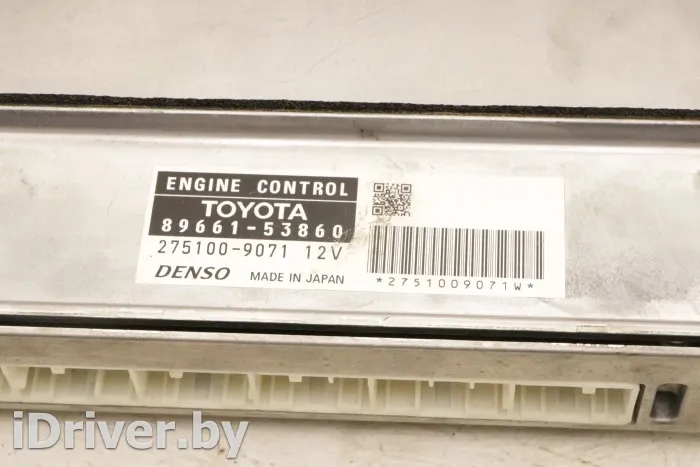 ENGINE CONTROL
TOYOTA
89661-53860
275100-9071 12V
DENSO MADE IN JAPAN
*2751009071W*
iDriver.by